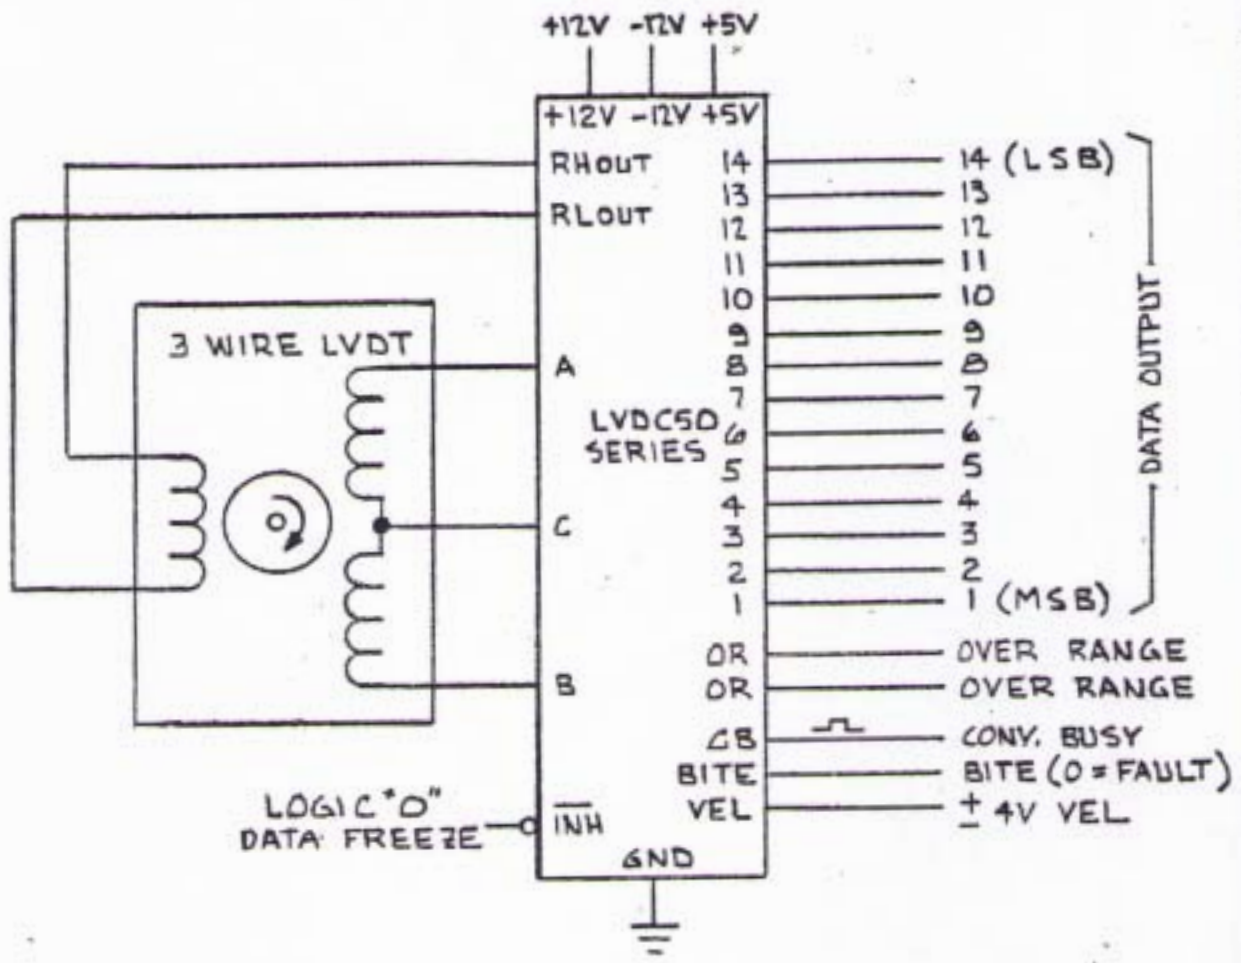 +12V -12V +5V
+12V -12V +5V
RHOUT 14 14 (LSB)
13 13
RLOUT 12 12
11 11
10 10
9 9
3 WIRE LVDT
A 8 8
7 7
LVDC50 6 6
SERIES 5 5
4 4
C 3 3
2 2
1 1 (MSB)
DATA OUTPUT
OR OVER RANGE
B OR OVER RANGE
CB CONV. BUSY
BITE BITE (0 = FAULT)
VEL ± 4V VEL
LOGIC "0"
DATA FREEZE INH
GND